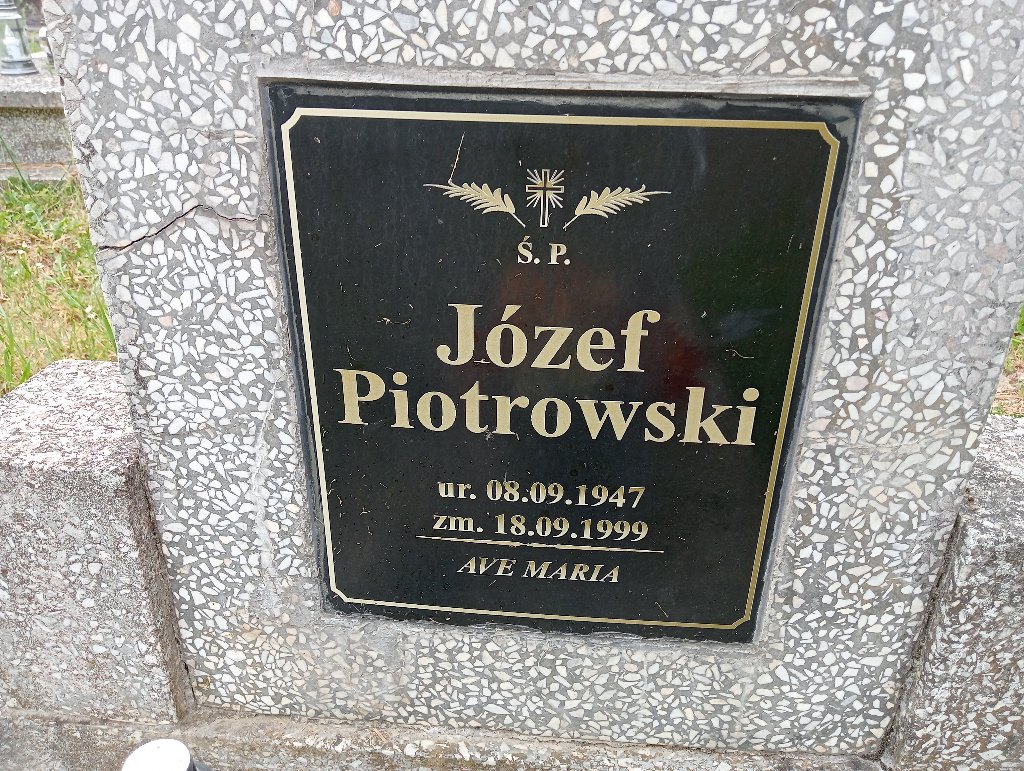 Ś. P.
Józef
Piotrowski
ur. 08.09.1947
zm. 18.09.1999
AVE MARIA